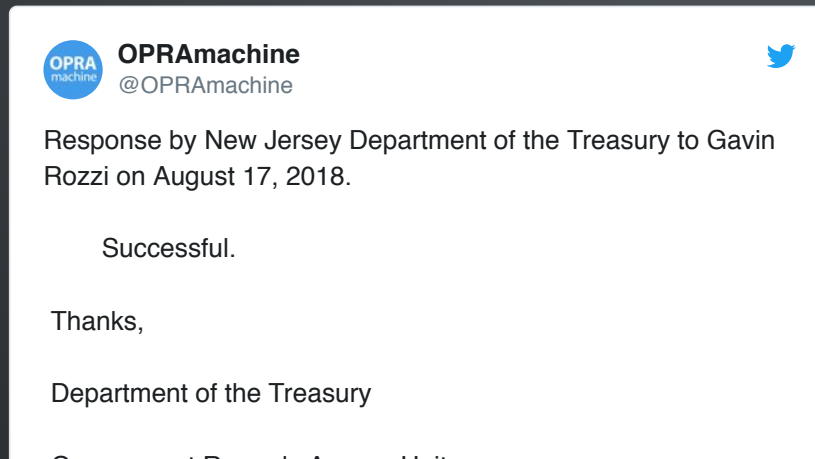 OPRA
machine
OPRAmachine
@OPRAmachine
Response by New Jersey Department of the Treasury to Gavin
Rozzi on August 17, 2018.
Successful.
Thanks,
Department of the Treasury